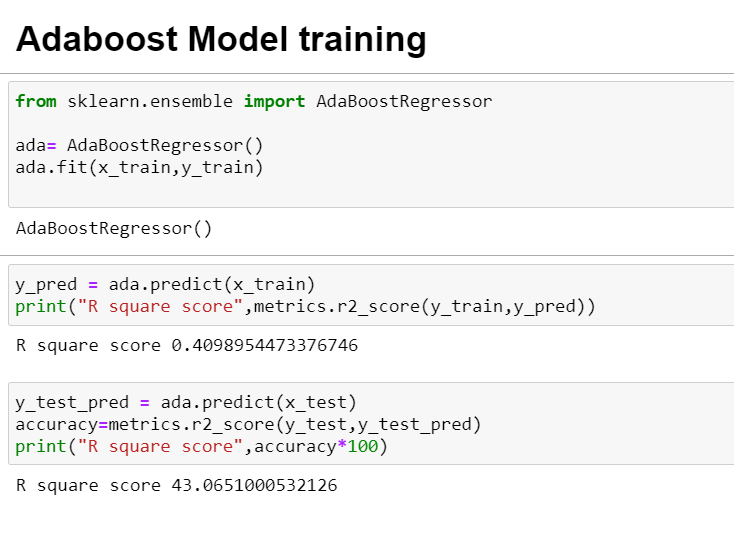 Adaboost Model training
from sklearn.ensemble import AdaBoostRegressor
ada= AdaBoostRegressor()
ada.fit(x_train,y_train)
AdaBoostRegressor()
y_pred = ada.predict(x_train)
print("R square score",metrics.r2_score(y_train,y_pred))
R square score 0.4098954473376746
y_test_pred = ada.predict(x_test)
accuracy=metrics.r2_score(y_test,y_test_pred)
print("R square score",accuracy*100)
R square score 43.0651000532126